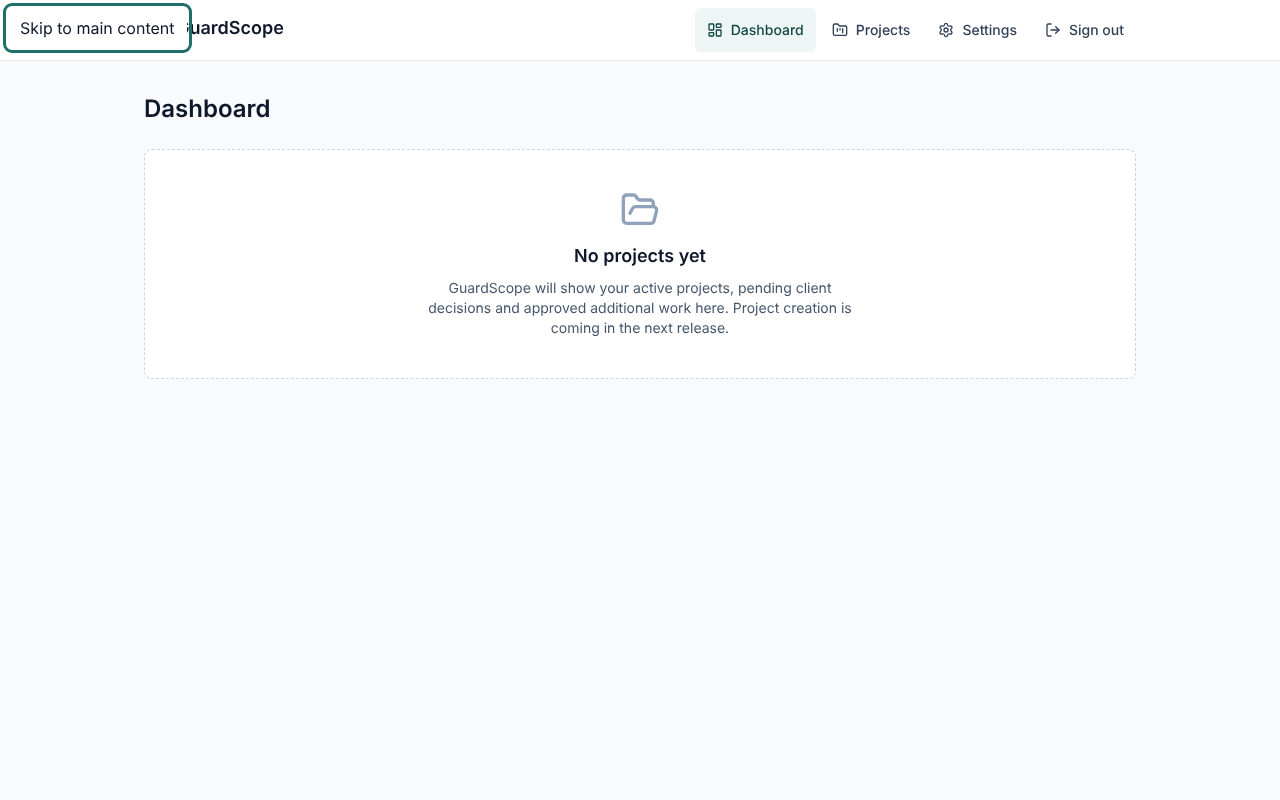 Skip to main content
uardScope
Dashboard
Projects
Settings
Sign out
Dashboard
No projects yet
GuardScope will show your active projects, pending client
decisions and approved additional work here. Project creation is
coming in the next release.